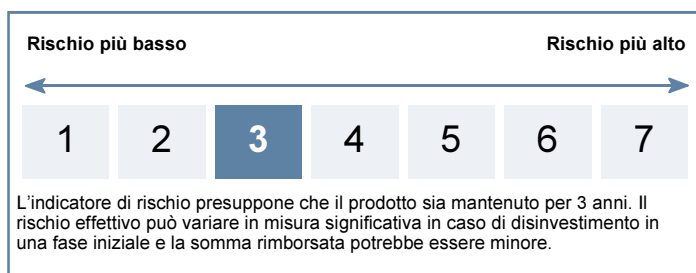 Rischio più basso Rischio più alto
1 2 3 4 5 6 7
L'indicatore di rischio presuppone che il prodotto sia mantenuto per 3 anni. Il
rischio effettivo può variare in misura significativa in caso di disinvestimento in
una fase iniziale e la somma rimborsata potrebbe essere minore.